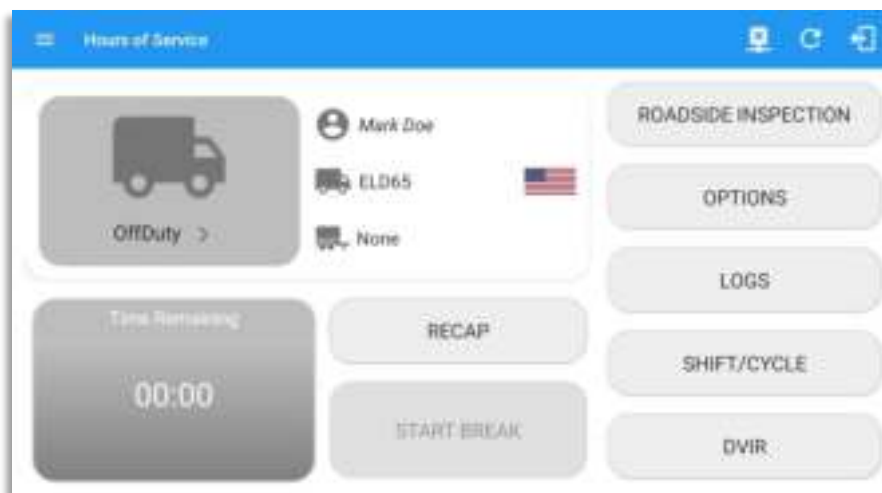 Hours of Service
Mark Doe
ELD65
None
OffDuty >
Time Remaining
00:00
RECAP
START BREAK
ROADSIDE INSPECTION
OPTIONS
LOGS
SHIFT/CYCLE
DVIR